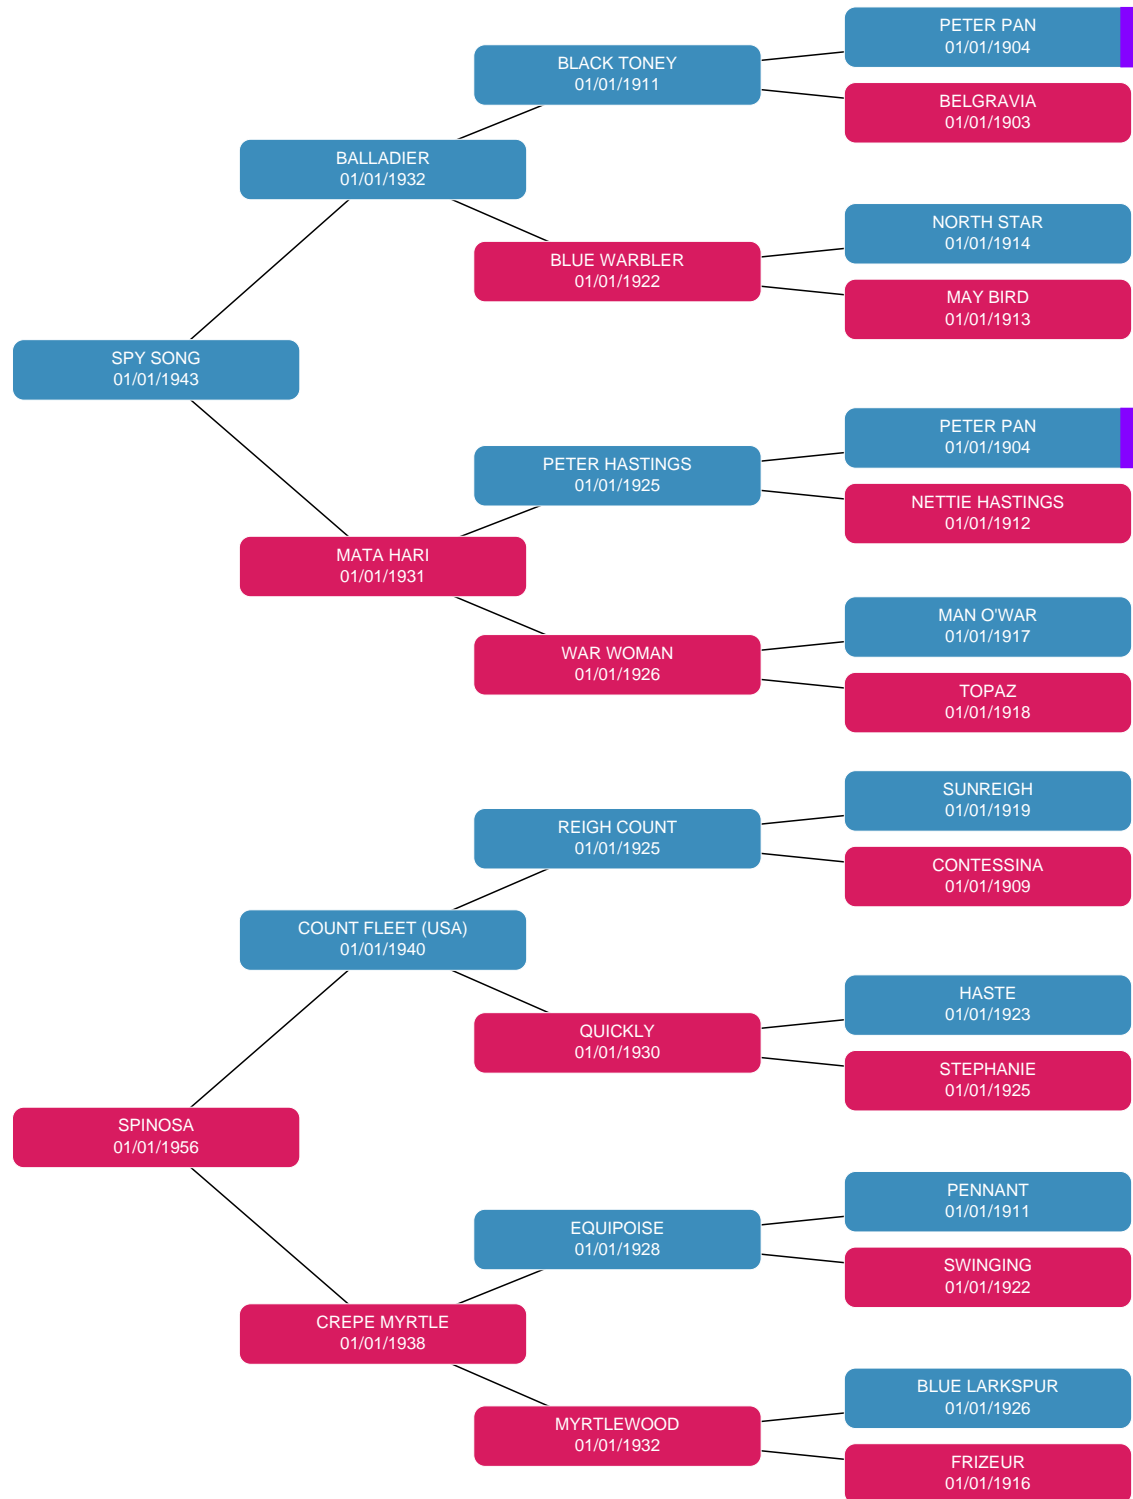 PETER PAN
01/01/1904
BLACK TONEY
01/01/1911
BELGRAVIA
01/01/1903
BALLADIER
01/01/1932
NORTH STAR
01/01/1914
BLUE WARBLER
01/01/1922
MAY BIRD
01/01/1913
SPY SONG
01/01/1943
PETER PAN
01/01/1904
PETER HASTINGS
01/01/1925
NETTIE HASTINGS
01/01/1912
MATA HARI
01/01/1931
MAN O'WAR
01/01/1917
WAR WOMAN
01/01/1926
TOPAZ
01/01/1918
SUNREIGH
01/01/1919
REIGH COUNT
01/01/1925
CONTESSINA
01/01/1909
COUNT FLEET (USA)
01/01/1940
HASTE
01/01/1923
QUICKLY
01/01/1930
STEPHANIE
01/01/1925
SPINOSA
01/01/1956
PENNANT
01/01/1911
EQUIPOISE
01/01/1928
SWINGING
01/01/1922
CREPE MYRTLE
01/01/1938
BLUE LARKSPUR
01/01/1926
MYRTLEWOOD
01/01/1932
FRIZEUR
01/01/1916